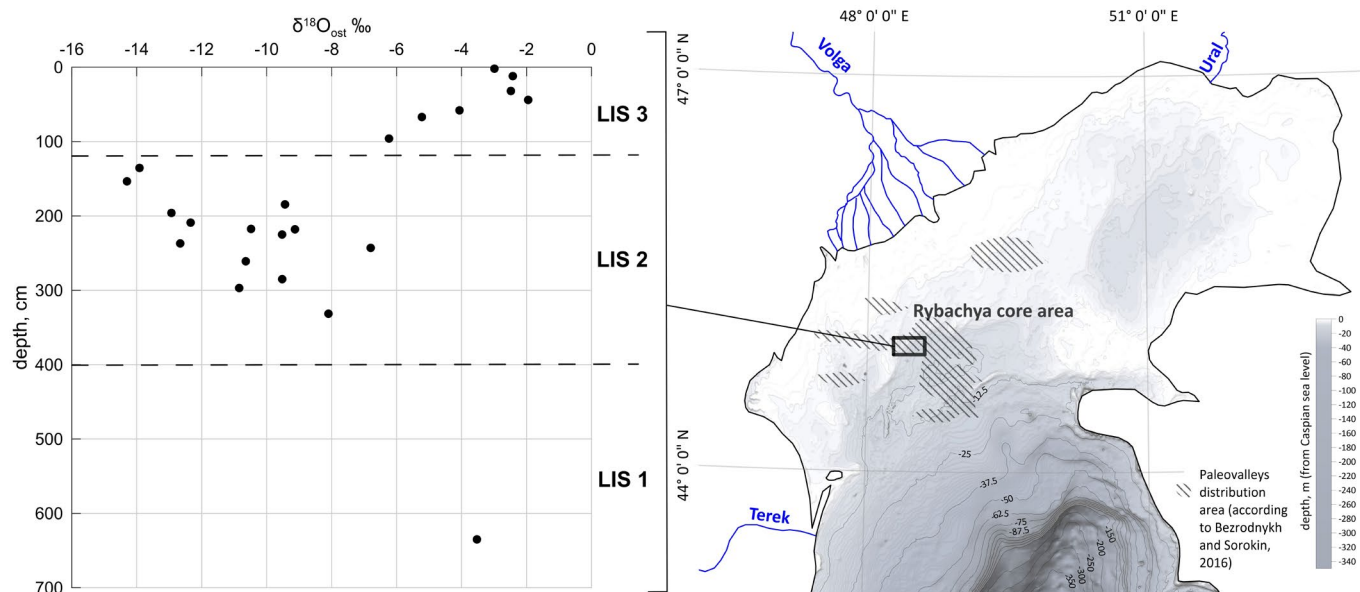 δ¹⁸Oost ‰
-16 -14 -12 -10 -8 -6 -4 -2 0
depth, cm
0
100
200
300
400
500
600
700
LIS 3
LIS 2
LIS 1
48° 0' 0" E
51° 0' 0" E
47° 0' 0" N
44° 0' 0" N
Volga
Ural
Terek
Rybachya core area
-12.5
-25
-37.5
-50
-62.5
-75
-87.5
-150
-200
-250
-300
-350
Paleovalleys
distribution
area (according
to Bezrodnykh
and Sorokin,
2016)
depth, m (from Caspian sea level)
0
-20
-40
-60
-80
-100
-120
-140
-160
-180
-200
-220
-240
-260
-280
-300
-320
-340